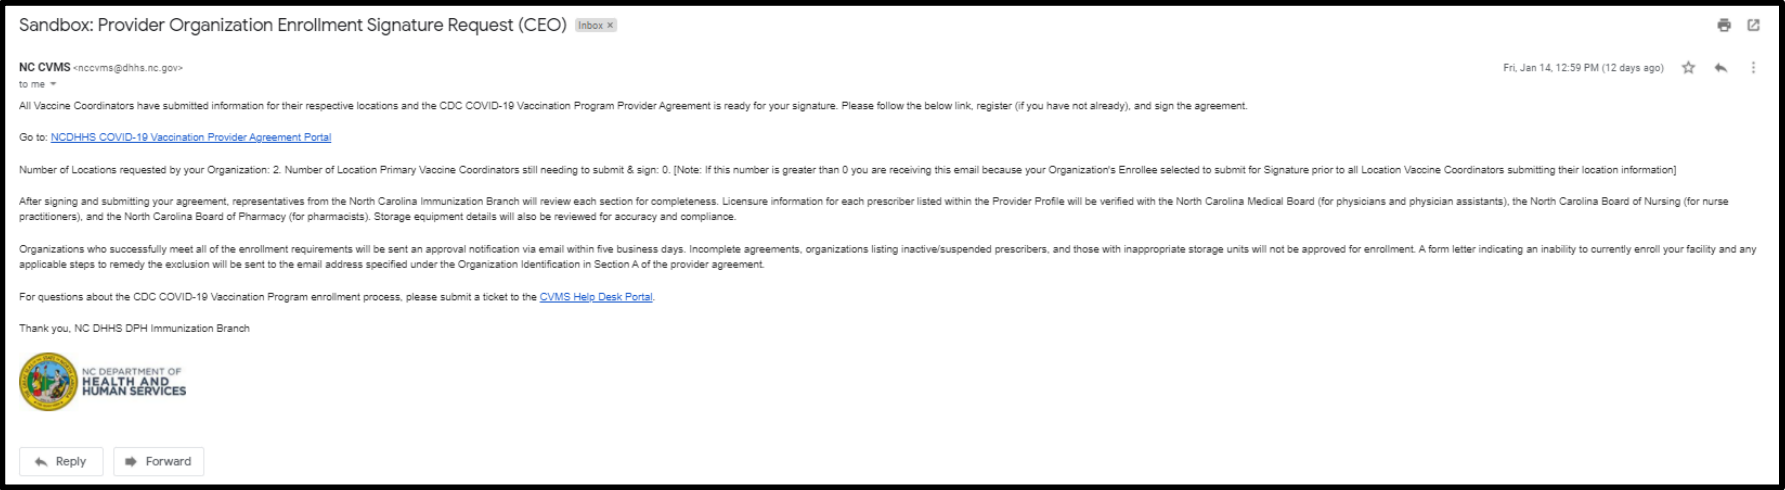 Sandbox: Provider Organization Enrollment Signature Request (CEO) Inbox ×
NC CVMS <nccvms@dhhs.nc.gov>
Fri, Jan 14, 12:59 PM (12 days ago)
to me
All Vaccine Coordinators have submitted information for their respective locations and the CDC COVID-19 Vaccination Program Provider Agreement is ready for your signature. Please follow the below link, register (if you have not already), and sign the agreement.
Go to: NCDHHS COVID-19 Vaccination Provider Agreement Portal
Number of Locations requested by your Organization: 2. Number of Location Primary Vaccine Coordinators still needing to submit & sign: 0. [Note: If this number is greater than 0 you are receiving this email because your Organization's Enrollee selected to submit for Signature prior to all Location Vaccine Coordinators submitting their location information]
After signing and submitting your agreement, representatives from the North Carolina Immunization Branch will review each section for completeness. Licensure information for each prescriber listed within the Provider Profile will be verified with the North Carolina Medical Board (for physicians and physician assistants), the North Carolina Board of Nursing (for nurse
practitioners), and the North Carolina Board of Pharmacy (for pharmacists). Storage equipment details will also be reviewed for accuracy and compliance.
Organizations who successfully meet all of the enrollment requirements will be sent an approval notification via email within five business days. Incomplete agreements, organizations listing inactive/suspended prescribers, and those with inappropriate storage units will not be approved for enrollment. A form letter indicating an inability to currently enroll your facility and any
applicable steps to remedy the exclusion will be sent to the email address specified under the Organization Identification in Section A of the provider agreement.
For questions about the CDC COVID-19 Vaccination Program enrollment process, please submit a ticket to the CVMS Help Desk Portal.
Thank you, NC DHHS DPH Immunization Branch
NC DEPARTMENT OF
HEALTH AND
HUMAN SERVICES
Reply
Forward